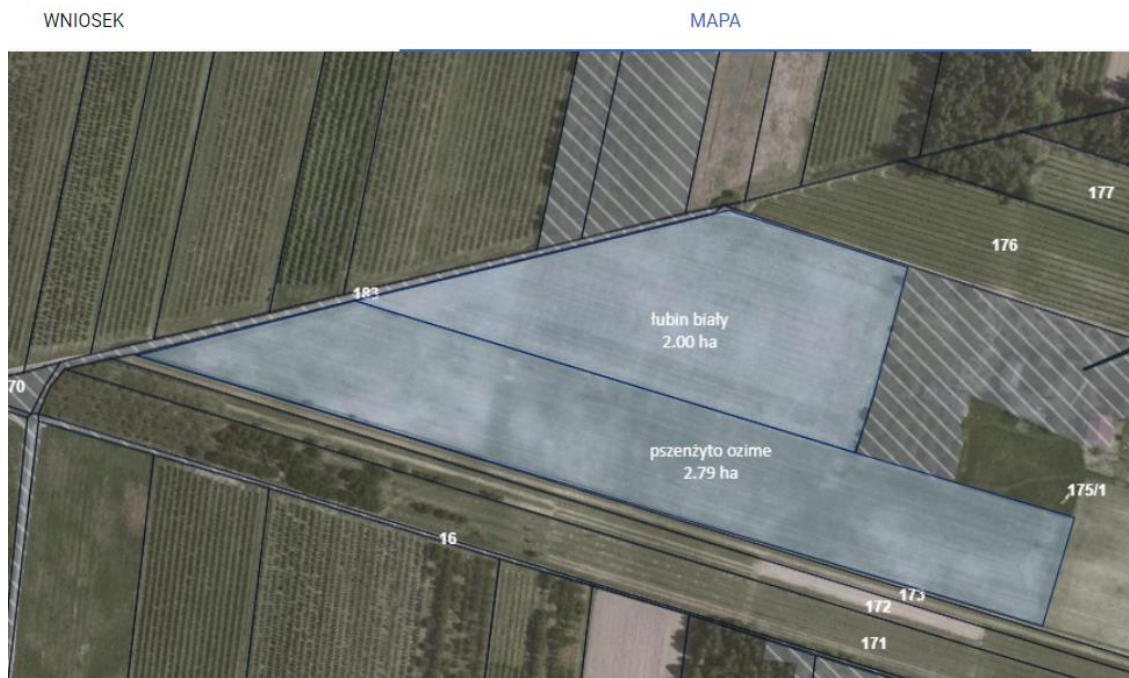 WNIOSEK
MAPA
177
176
183
łubin biały
2.00 ha
70
pszenżyto ozime
2.79 ha
175/1
16
173
172
171